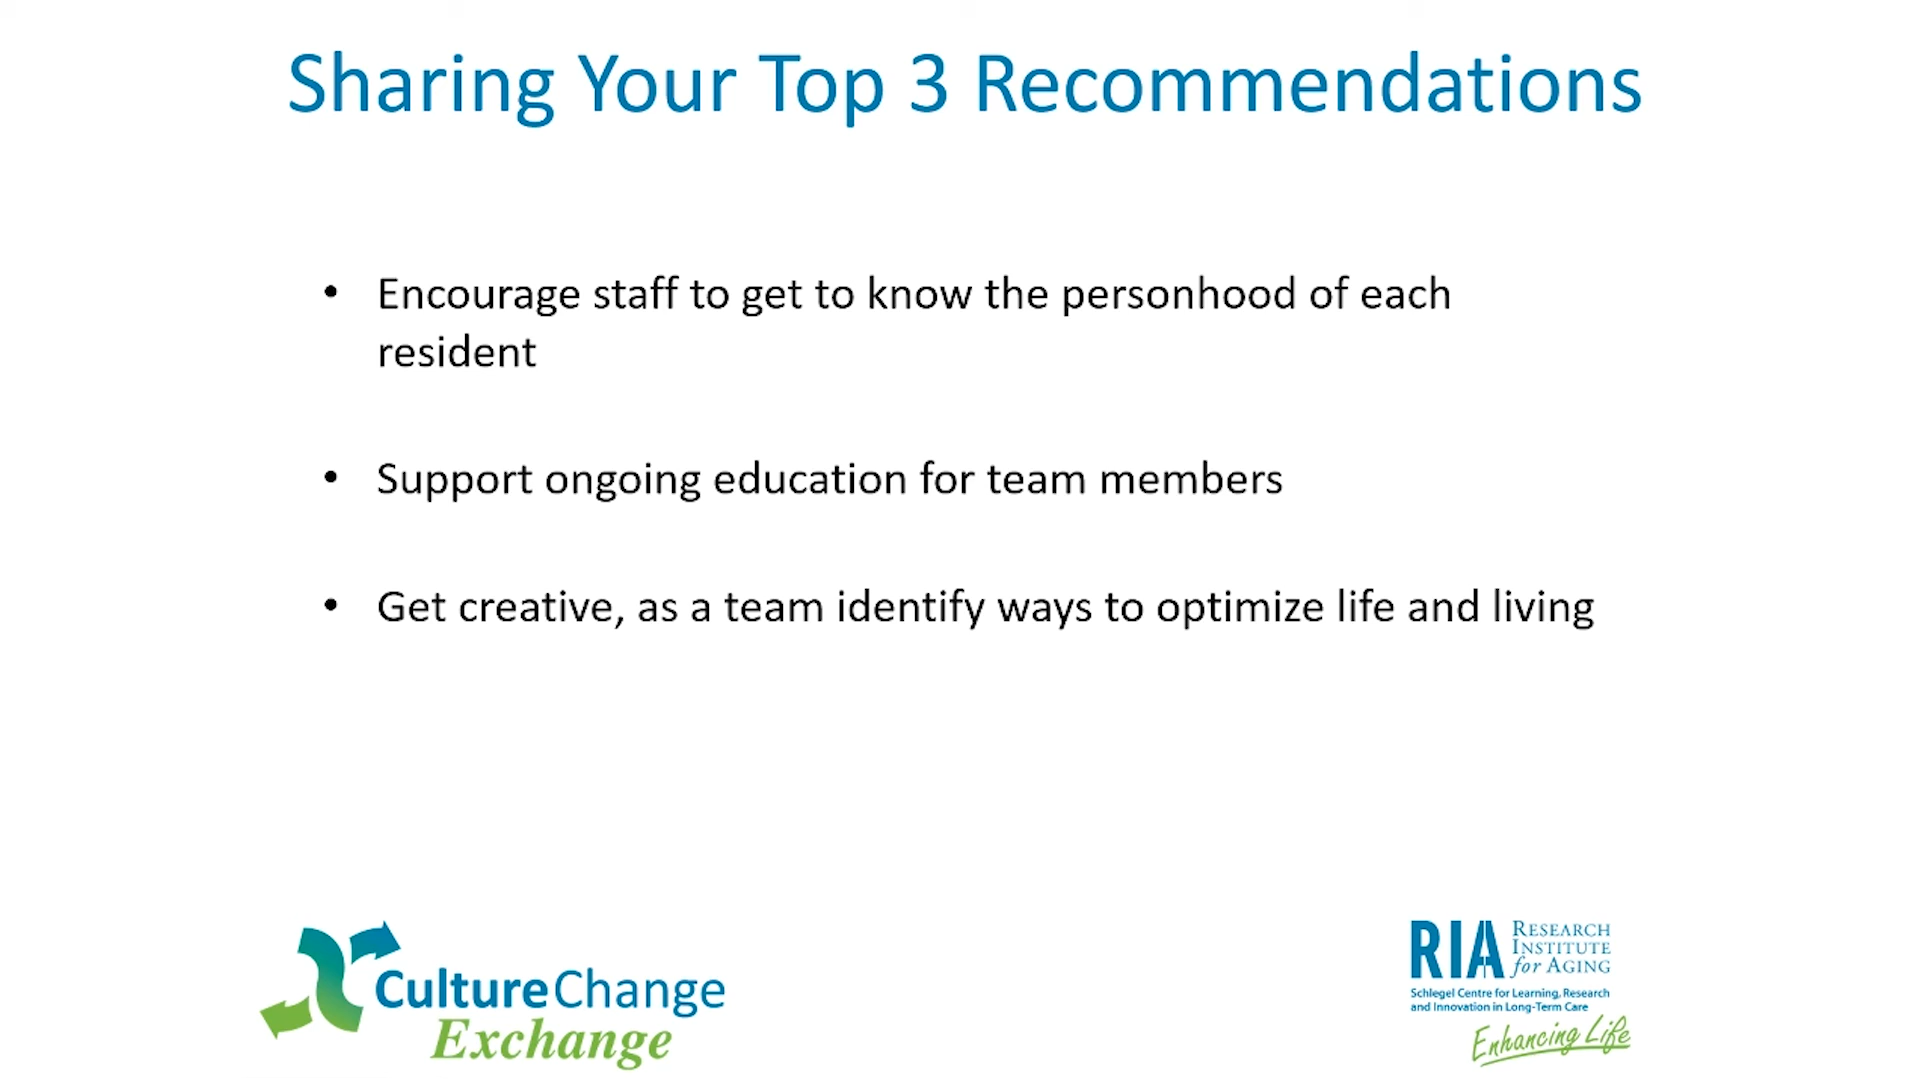 Sharing Your Top 3 Recommendations
• Encourage staff to get to know the personhood of each
resident
• Support ongoing education for team members
• Get creative, as a team identify ways to optimize life and living
CultureChange
Exchange
RIA RESEARCH
INSTITUTE
for AGING
Schlegel Centre for Learning, Research
and Innovation in Long-Term Care
Enhancing Life